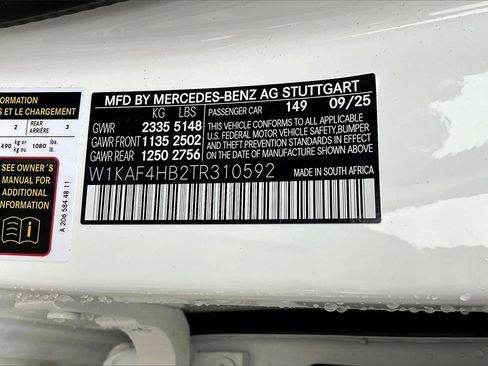 MFD BY MERCEDES-BENZ AG STUTTGART
KG LBS PASSENGER CAR 149 09/25
GVWR 2335 5148
GAWR FRONT 1135 2502
GAWR REAR 1250 2756
THIS VEHICLE CONFORMS TO ALL APPLICABLE
U.S. FEDERAL MOTOR VEHICLE SAFETY, BUMPER
AND THEFT PREVENTION STANDARDS IN EFFECT
ON THE DATE OF MANUFACTURE SHOWN ABOVE.
W1KAF4HB2TR310592 MADE IN SOUTH AFRICA
FORMATION
S ET LE CHARGEMENT
2 REAR ARRIÈRE 3
490 kg or kg ou 1080 lbs. lb.
SEE OWNER'S
MANUAL FOR
ADDITIONAL
INFORMATION
A 206 584 48 11